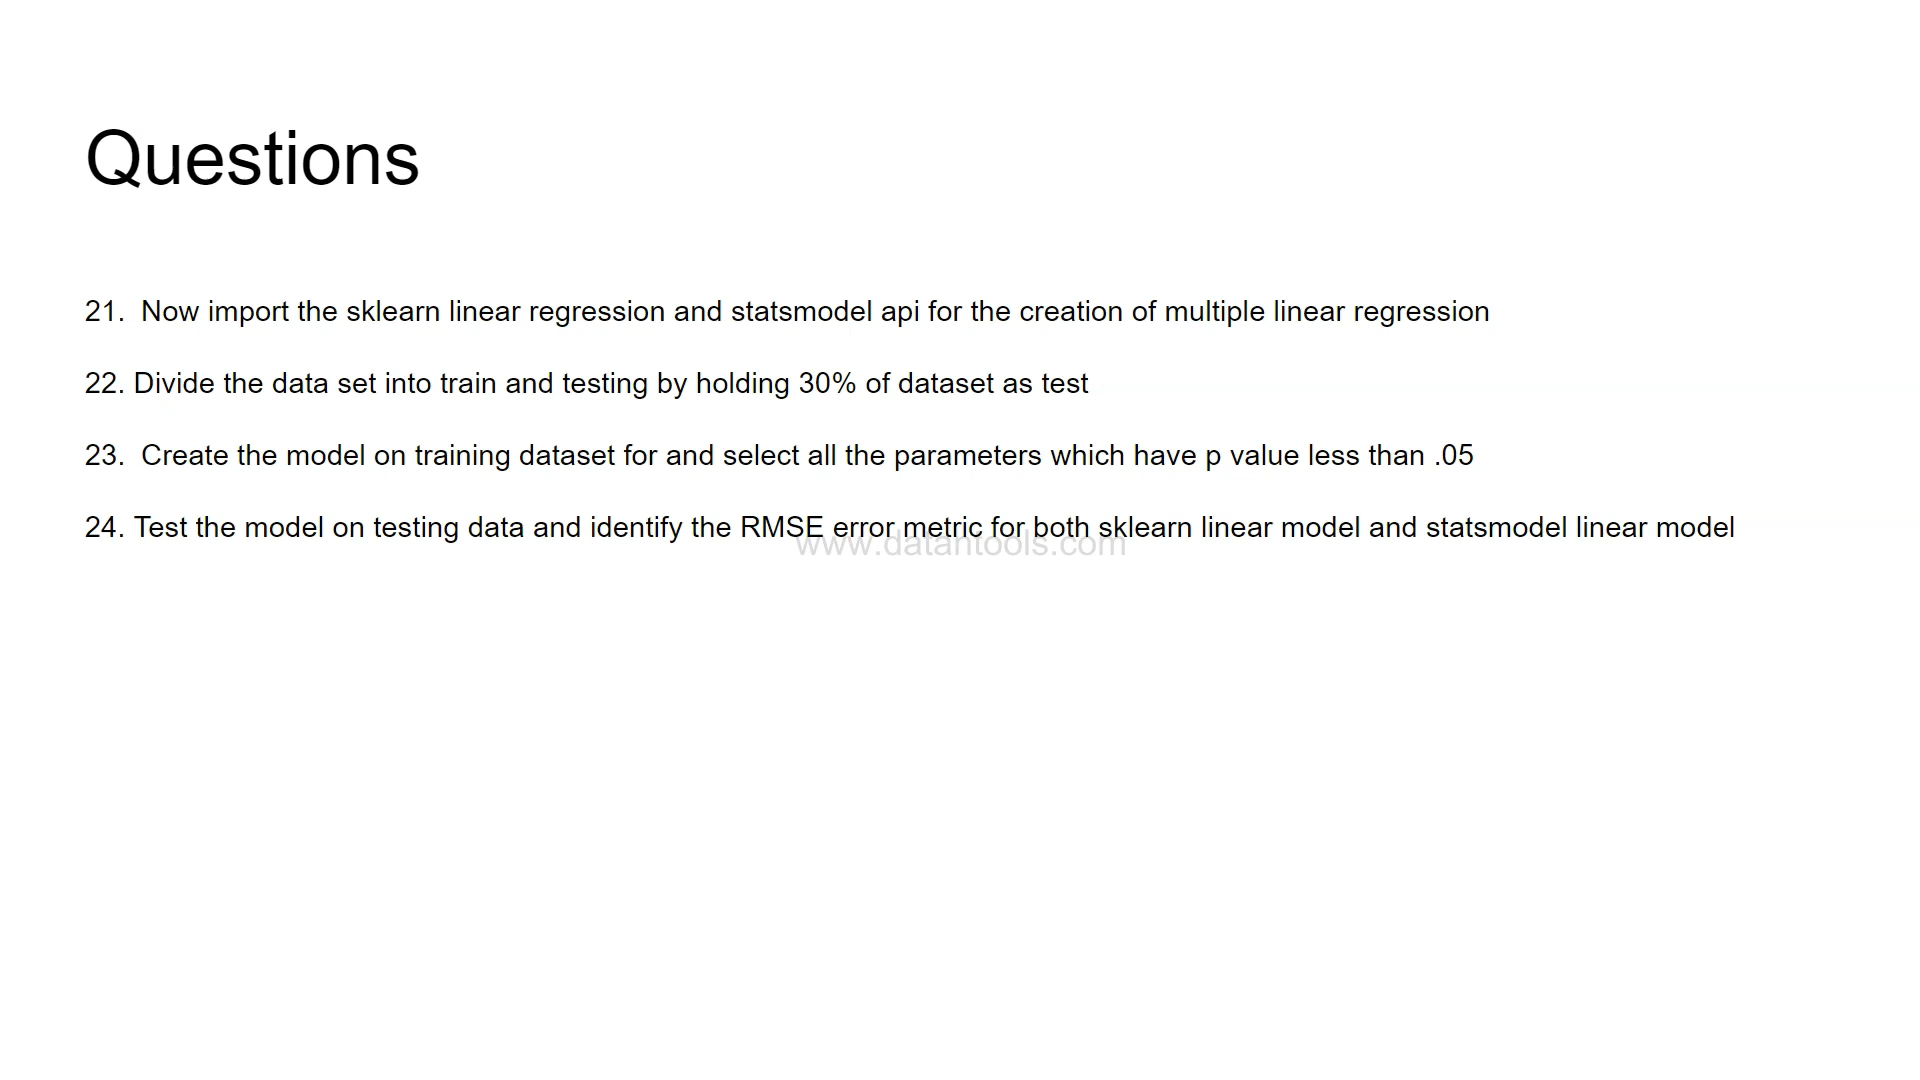 Questions
21.  Now import the sklearn linear regression and statsmodel api for the creation of multiple linear regression
22. Divide the data set into train and testing by holding 30% of dataset as test
23.  Create the model on training dataset for and select all the parameters which have p value less than .05
24. Test the model on testing data and identify the RMSE error metric for both sklearn linear model and statsmodel linear model
www.datantools.com